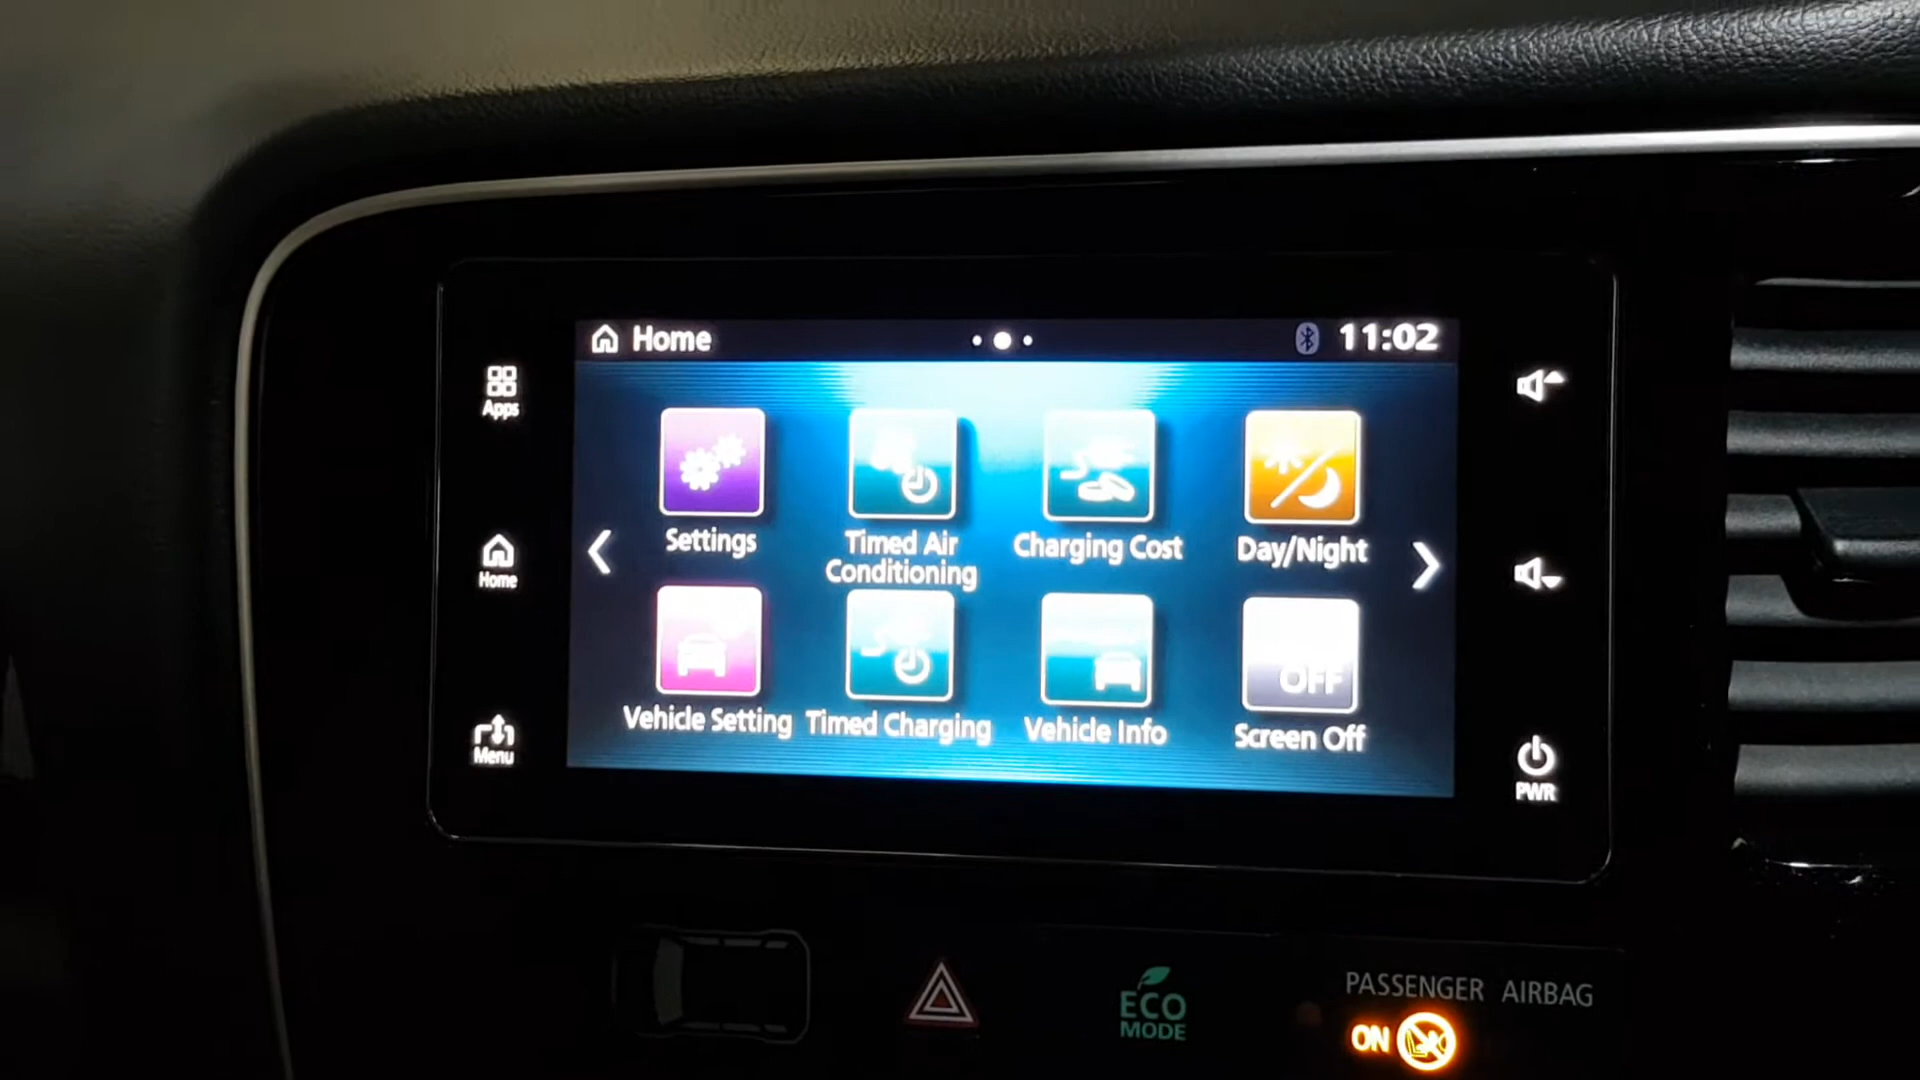 Home
11:02
Apps
Settings
Timed Air
Conditioning
Charging Cost
Day/Night
Home
Vehicle Setting
Timed Charging
Vehicle Info
OFF
Screen Off
Menu
PWR
ECO
MODE
PASSENGER AIRBAG
ON